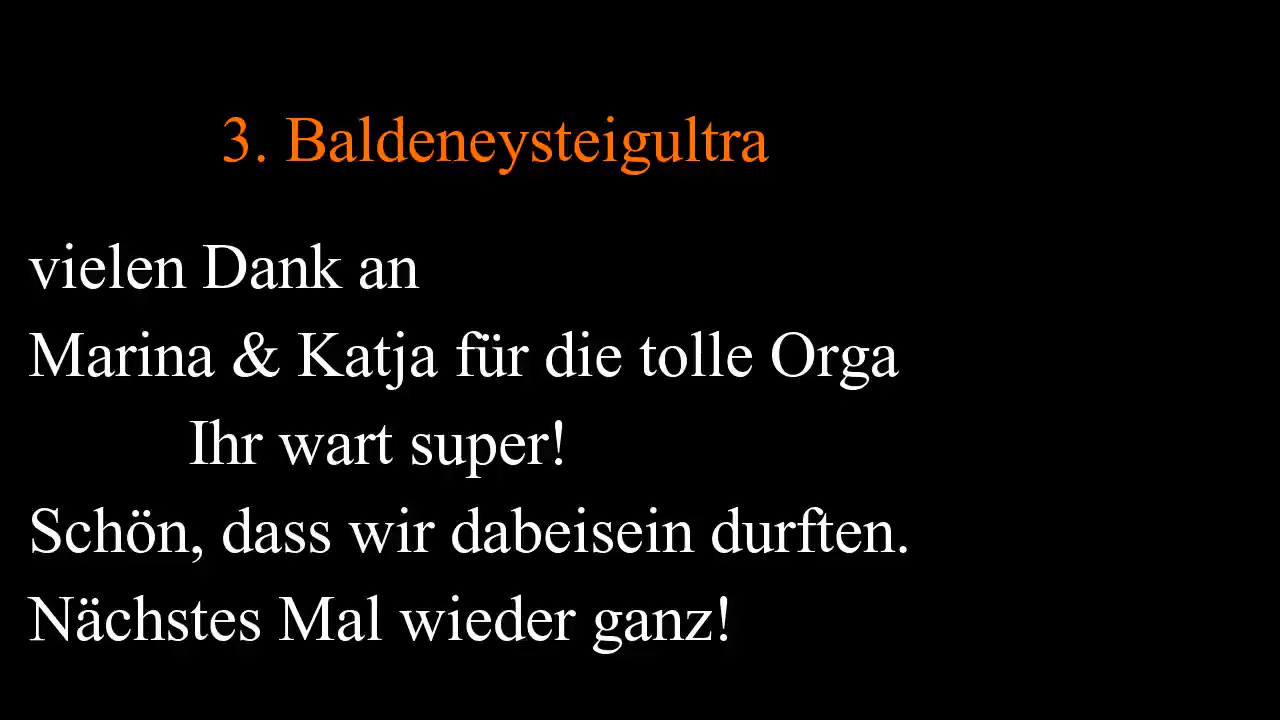 3. Baldeneysteigultra
vielen Dank an
Marina & Katja für die tolle Orga
Ihr wart super!
Schön, dass wir dabeisein durften.
Nächstes Mal wieder ganz!